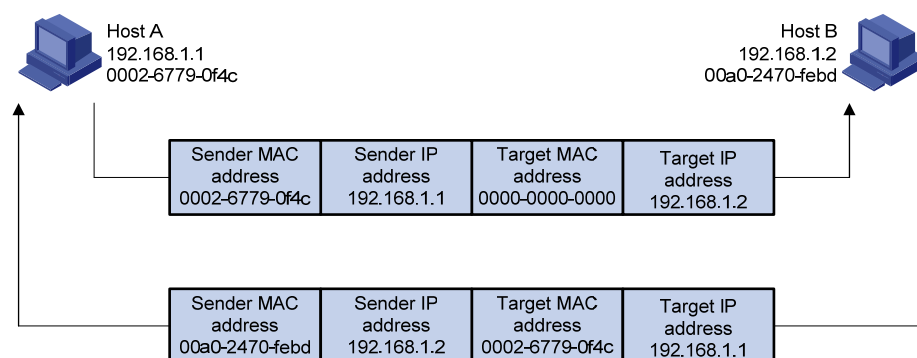 Host A
192.168.1.1
0002-6779-0f4c
Host B
192.168.1.2
00a0-2470-febd
Sender MAC
address
0002-6779-0f4c
Sender IP
address
192.168.1.1
Target MAC
address
0000-0000-0000
Target IP
address
192.168.1.2
Sender MAC
address
00a0-2470-febd
Sender IP
address
192.168.1.2
Target MAC
address
0002-6779-0f4c
Target IP
address
192.168.1.1